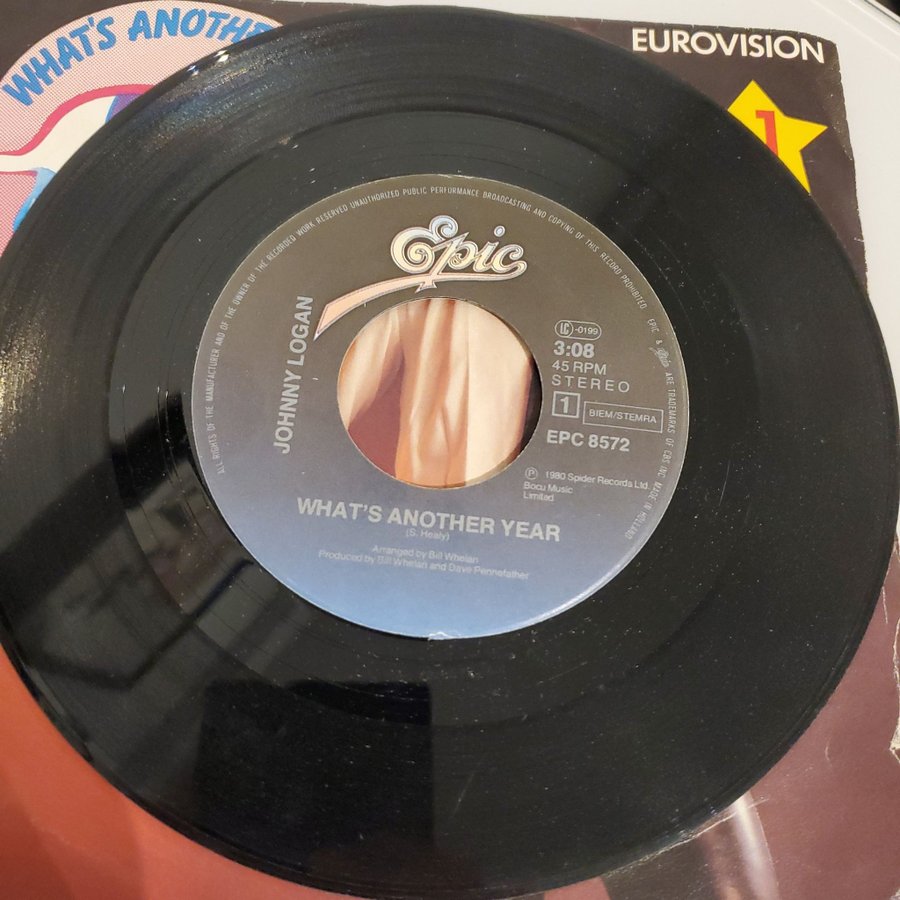 WHAT'S ANOTHE
EUROVISION
1
ALL RIGHTS OF THE MANUFACTURER AND OF THE OWNER OF THE RECORDED WORK RESERVED UNAUTHORIZED PUBLIC PERFORMANCE BROADCASTING AND COPYING OF THIS RECORD PROHIBITED. EPIC & Epic ARE TRADEMARKS OF CBS INC. MADE IN HOLLAND
Epic
JOHNNY LOGAN
LC-0199
3:08
45 RPM
STEREO
1 BIEM/STEMRA
EPC 8572
℗ 1980 Spider Records Ltd.
Bocu Music
Limited
WHAT'S ANOTHER YEAR
(S. Healy)
Arranged by Bill Whelan
Produced by Bill Whelan and Dave Pennefather